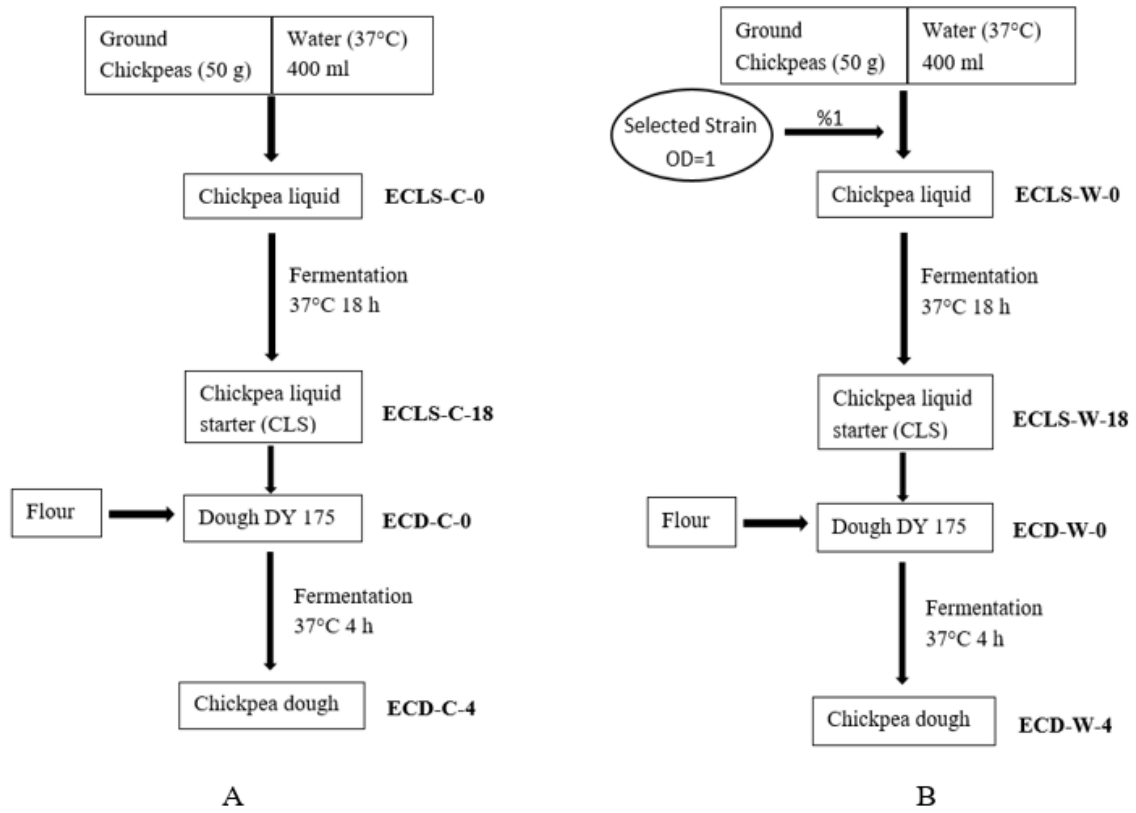 Ground
Chickpeas (50 g)
Water (37°C)
400 ml
Chickpea liquid
ECLS-C-0
Fermentation
37°C 18 h
Chickpea liquid
starter (CLS)
ECLS-C-18
Flour
Dough DY 175
ECD-C-0
Fermentation
37°C 4 h
Chickpea dough
ECD-C-4
A
Ground
Chickpeas (50 g)
Water (37°C)
400 ml
Selected Strain
OD=1
%1
Chickpea liquid
ECLS-W-0
Fermentation
37°C 18 h
Chickpea liquid
starter (CLS)
ECLS-W-18
Flour
Dough DY 175
ECD-W-0
Fermentation
37°C 4 h
Chickpea dough
ECD-W-4
B